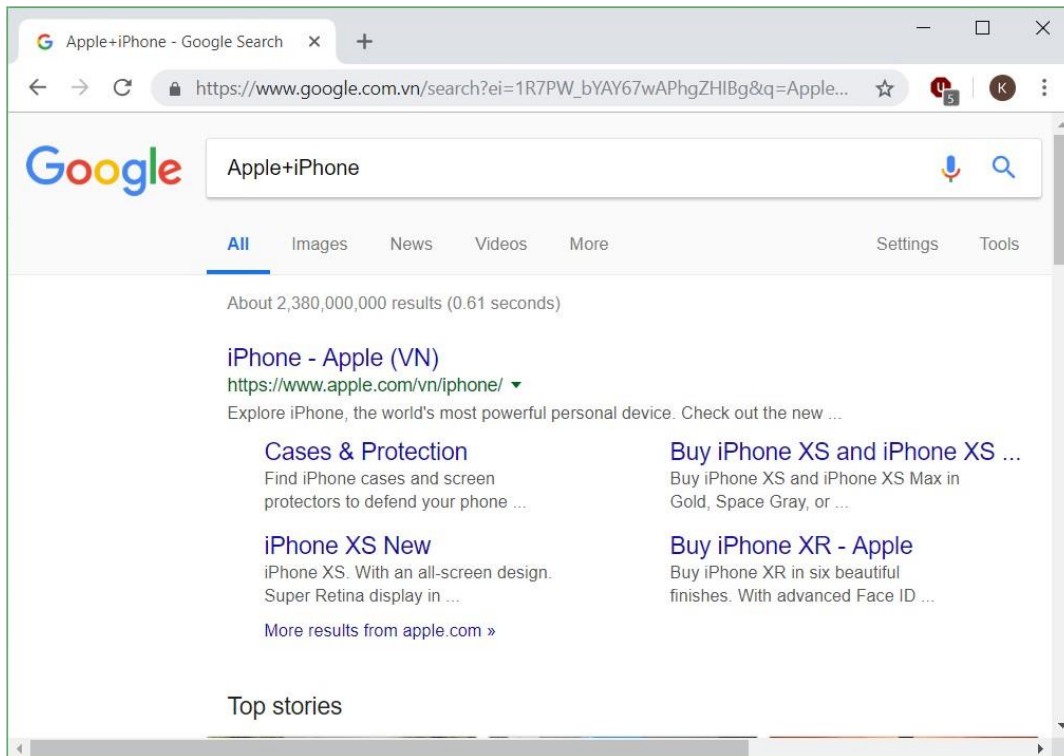 Apple+iPhone - Google Search
https://www.google.com.vn/search?ei=1R7PW_bYAY67wAPhgZHIBg&q=Apple...
5
K
Google
Apple+iPhone
All Images News Videos More Settings Tools
About 2,380,000,000 results (0.61 seconds)
iPhone - Apple (VN)
https://www.apple.com/vn/iphone/
Explore iPhone, the world's most powerful personal device. Check out the new ...
Cases & Protection
Find iPhone cases and screen
protectors to defend your phone ...
Buy iPhone XS and iPhone XS ...
Buy iPhone XS and iPhone XS Max in
Gold, Space Gray, or ...
iPhone XS New
iPhone XS. With an all-screen design.
Super Retina display in ...
Buy iPhone XR - Apple
Buy iPhone XR in six beautiful
finishes. With advanced Face ID ...
More results from apple.com »
Top stories